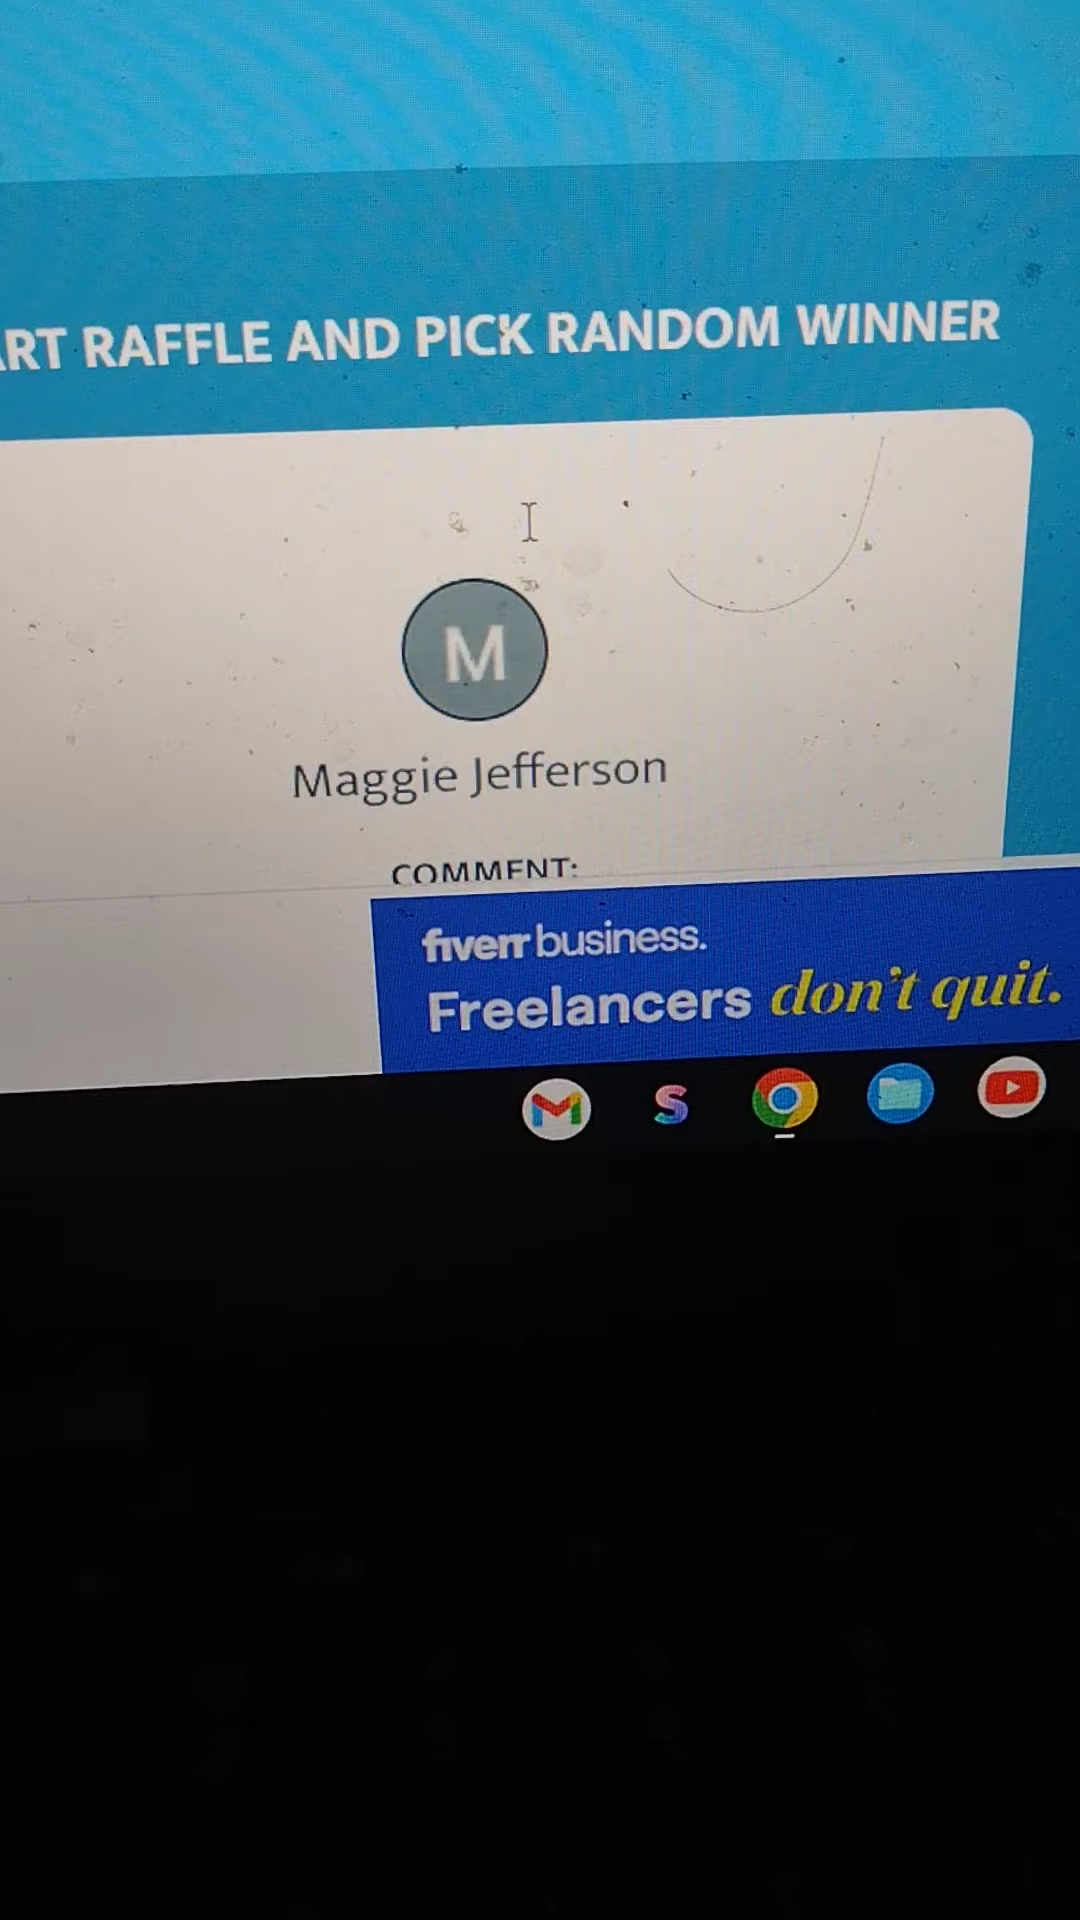 RT RAFFLE AND PICK RANDOM WINNER
M
Maggie Jefferson
COMMENT:
fiverr business.
Freelancers don't quit.
S